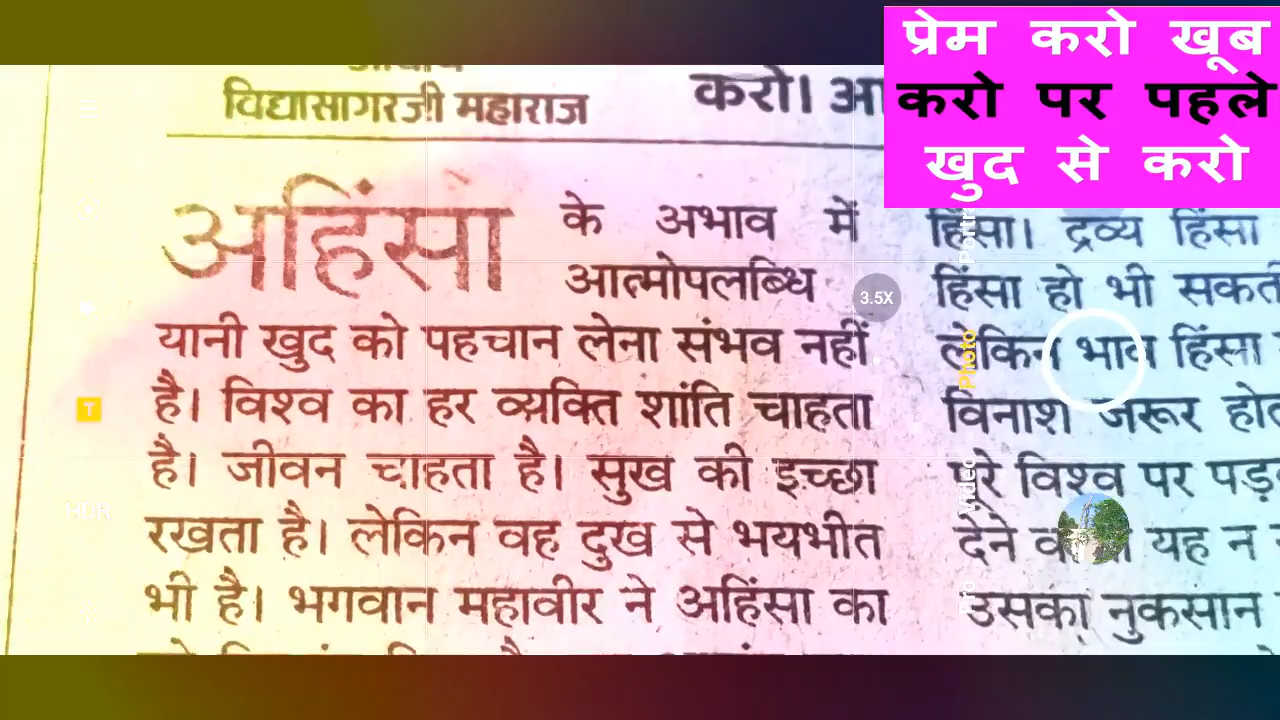 प्रेम करो खूब
करो पर पहले
खुद से करो
विद्यासागरजी महाराज
करो। आ
अहिंसा के अभाव में
आत्मोपलब्धि
यानी खुद को पहचान लेना संभव नहीं
है। विश्व का हर व्यक्ति शांति चाहता
है। जीवन चाहता है। सुख की इच्छा
रखता है। लेकिन वह दुख से भयभीत
भी है। भगवान महावीर ने अहिंसा का
हिंसा। द्रव्य हिंसा
हिंसा हो भी सकती
लेकिन भाव हिंसा
विनाश जरूर होत
विश्व पर पड़
देने यह न
उसका नुकसान
3.5X
Photo
Video
Pro
HDR
T